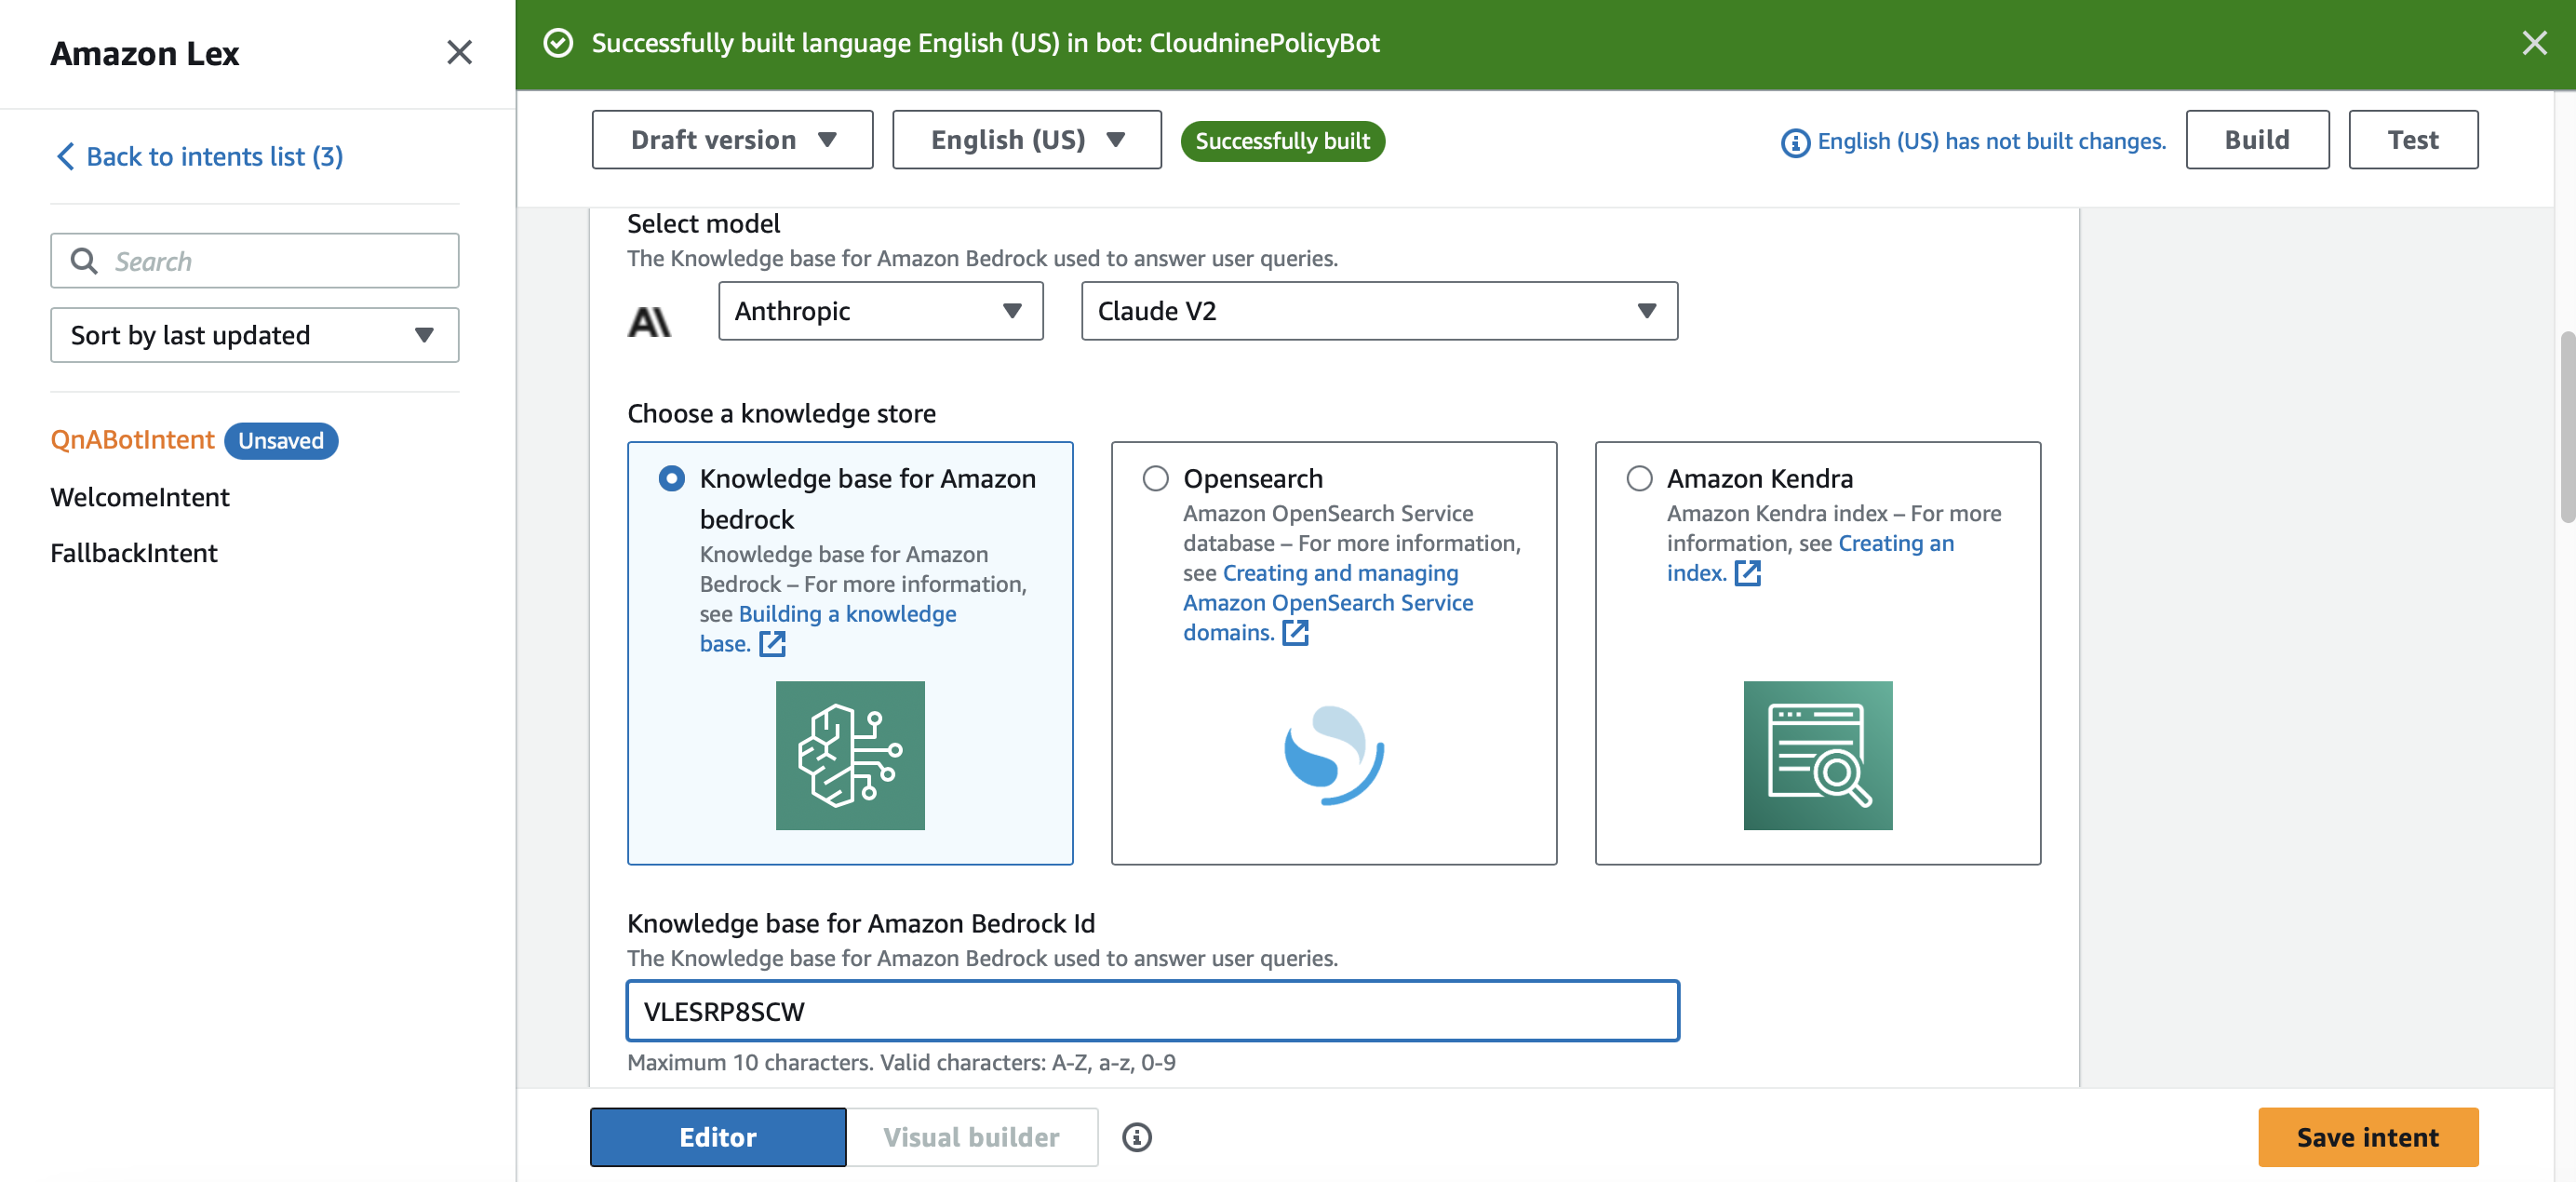 Amazon Lex
Back to intents list (3)
Search
Sort by last updated
QnABotIntent Unsaved
WelcomeIntent
FallbackIntent
Successfully built language English (US) in bot: CloudninePolicyBot
Draft version English (US) Successfully built English (US) has not built changes. Build Test
Select model
The Knowledge base for Amazon Bedrock used to answer user queries.
A\ Anthropic Claude V2
Choose a knowledge store
Knowledge base for Amazon
bedrock
Knowledge base for Amazon
Bedrock – For more information,
see Building a knowledge
base.
Opensearch
Amazon OpenSearch Service
database – For more information,
see Creating and managing
Amazon OpenSearch Service
domains.
Amazon Kendra
Amazon Kendra index – For more
information, see Creating an
index.
Knowledge base for Amazon Bedrock Id
The Knowledge base for Amazon Bedrock used to answer user queries.
VLESRP8SCW
Maximum 10 characters. Valid characters: A-Z, a-z, 0-9
Editor Visual builder Save intent